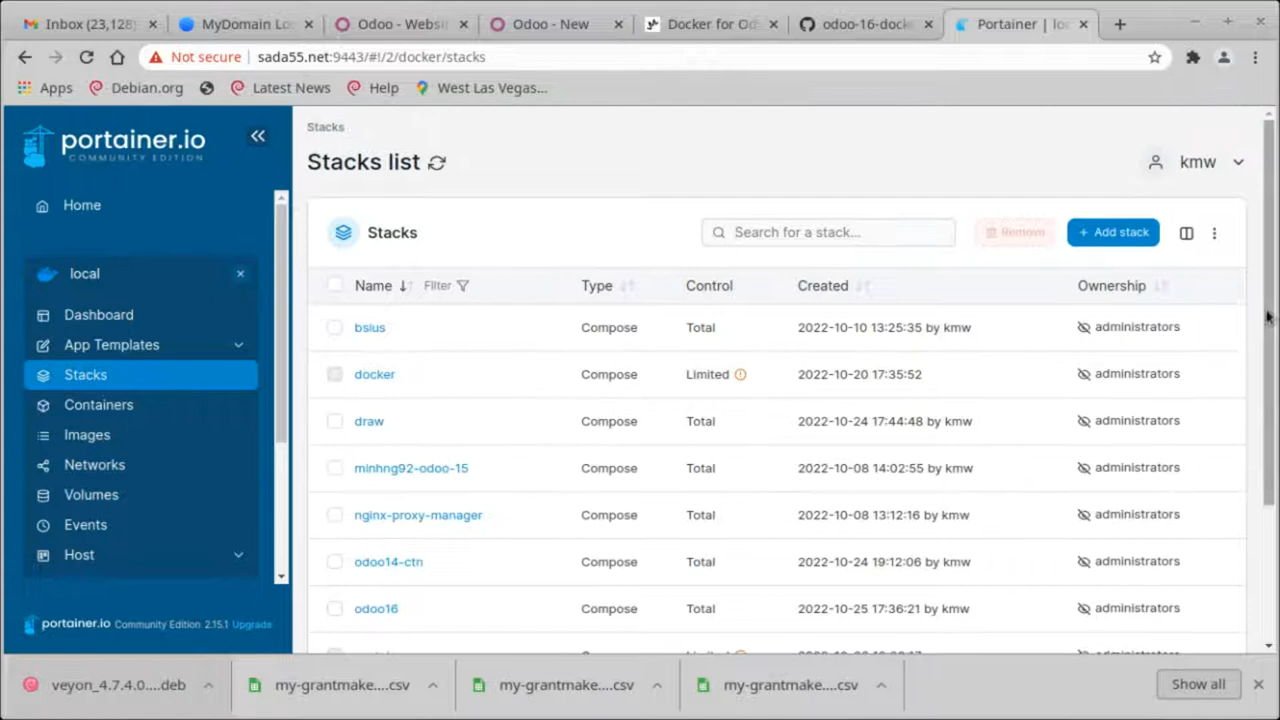 Inbox (23,128)
MyDomain Lo
Odoo - Websi
Odoo - New
Docker for Od
odoo-16-dock
Portainer | loc
Not secure | sada55.net:9443/#!/2/docker/stacks
Apps
Debian.org
Latest News
Help
West Las Vegas...
portainer.io
COMMUNITY EDITION
Home
local
Dashboard
App Templates
Stacks
Containers
Images
Networks
Volumes
Events
Host
portainer.io Community Edition 2.15.1 Upgrade
Stacks
Stacks list
kmw
Stacks
Search for a stack...
Remove
+ Add stack
Name Filter Type Control Created Ownership
bsius Compose Total 2022-10-10 13:25:35 by kmw administrators
docker Compose Limited 2022-10-20 17:35:52 administrators
draw Compose Total 2022-10-24 17:44:48 by kmw administrators
minhng92-odoo-15 Compose Total 2022-10-08 14:02:55 by kmw administrators
nginx-proxy-manager Compose Total 2022-10-08 13:12:16 by kmw administrators
odoo14-ctn Compose Total 2022-10-24 19:12:06 by kmw administrators
odoo16 Compose Total 2022-10-25 17:36:21 by kmw administrators
veyon_4.7.4.0....deb
my-grantmake....csv
my-grantmake....csv
my-grantmake....csv
Show all